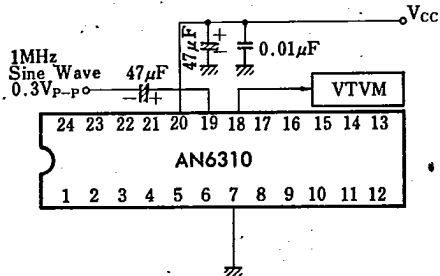 VCC
47μF
+
-
0.01μF
1MHz
Sine Wave
0.3VP-P
47μF
- +
VTVM
24 23 22 21 20 19 18 17 16 15 14 13
AN6310
1 2 3 4 5 6 7 8 9 10 11 12